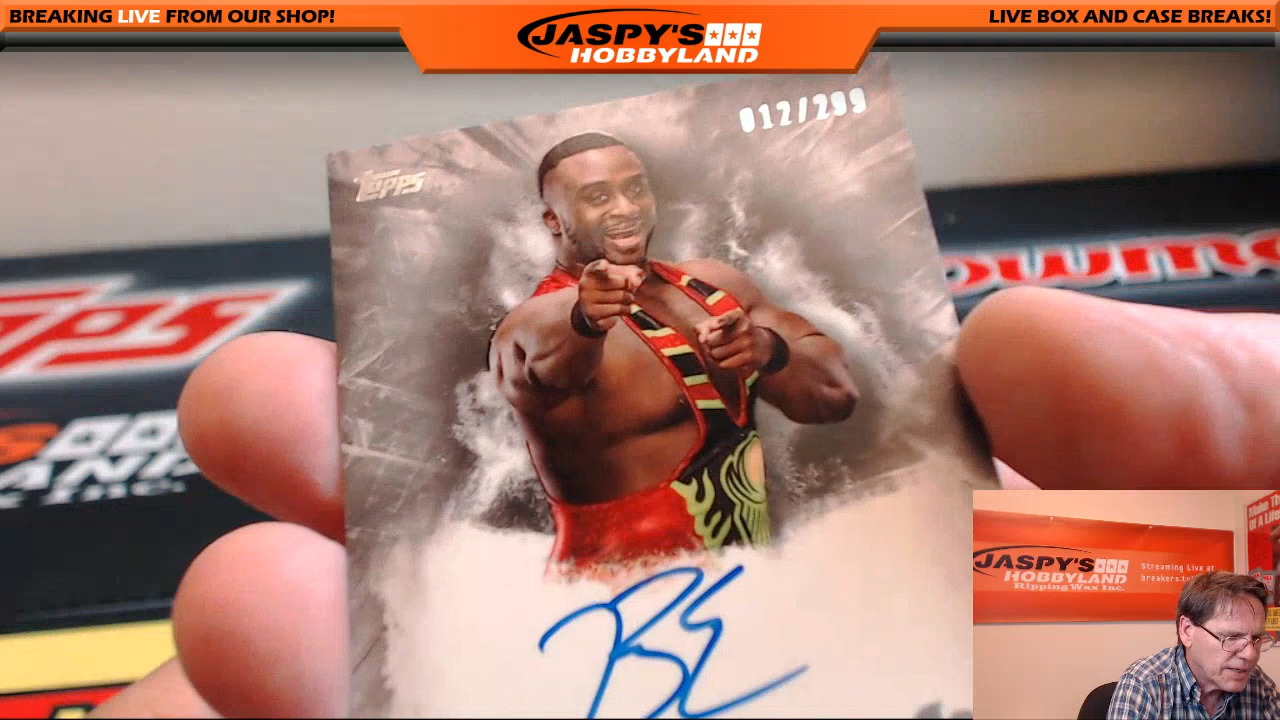 BREAKING LIVE FROM OUR SHOP!
JASPY'S
HOBBYLAND
LIVE BOX AND CASE BREAKS!
012/299
Topps
JASPY'S
HOBBYLAND
Ripping Wax Inc.
Streaming Live at